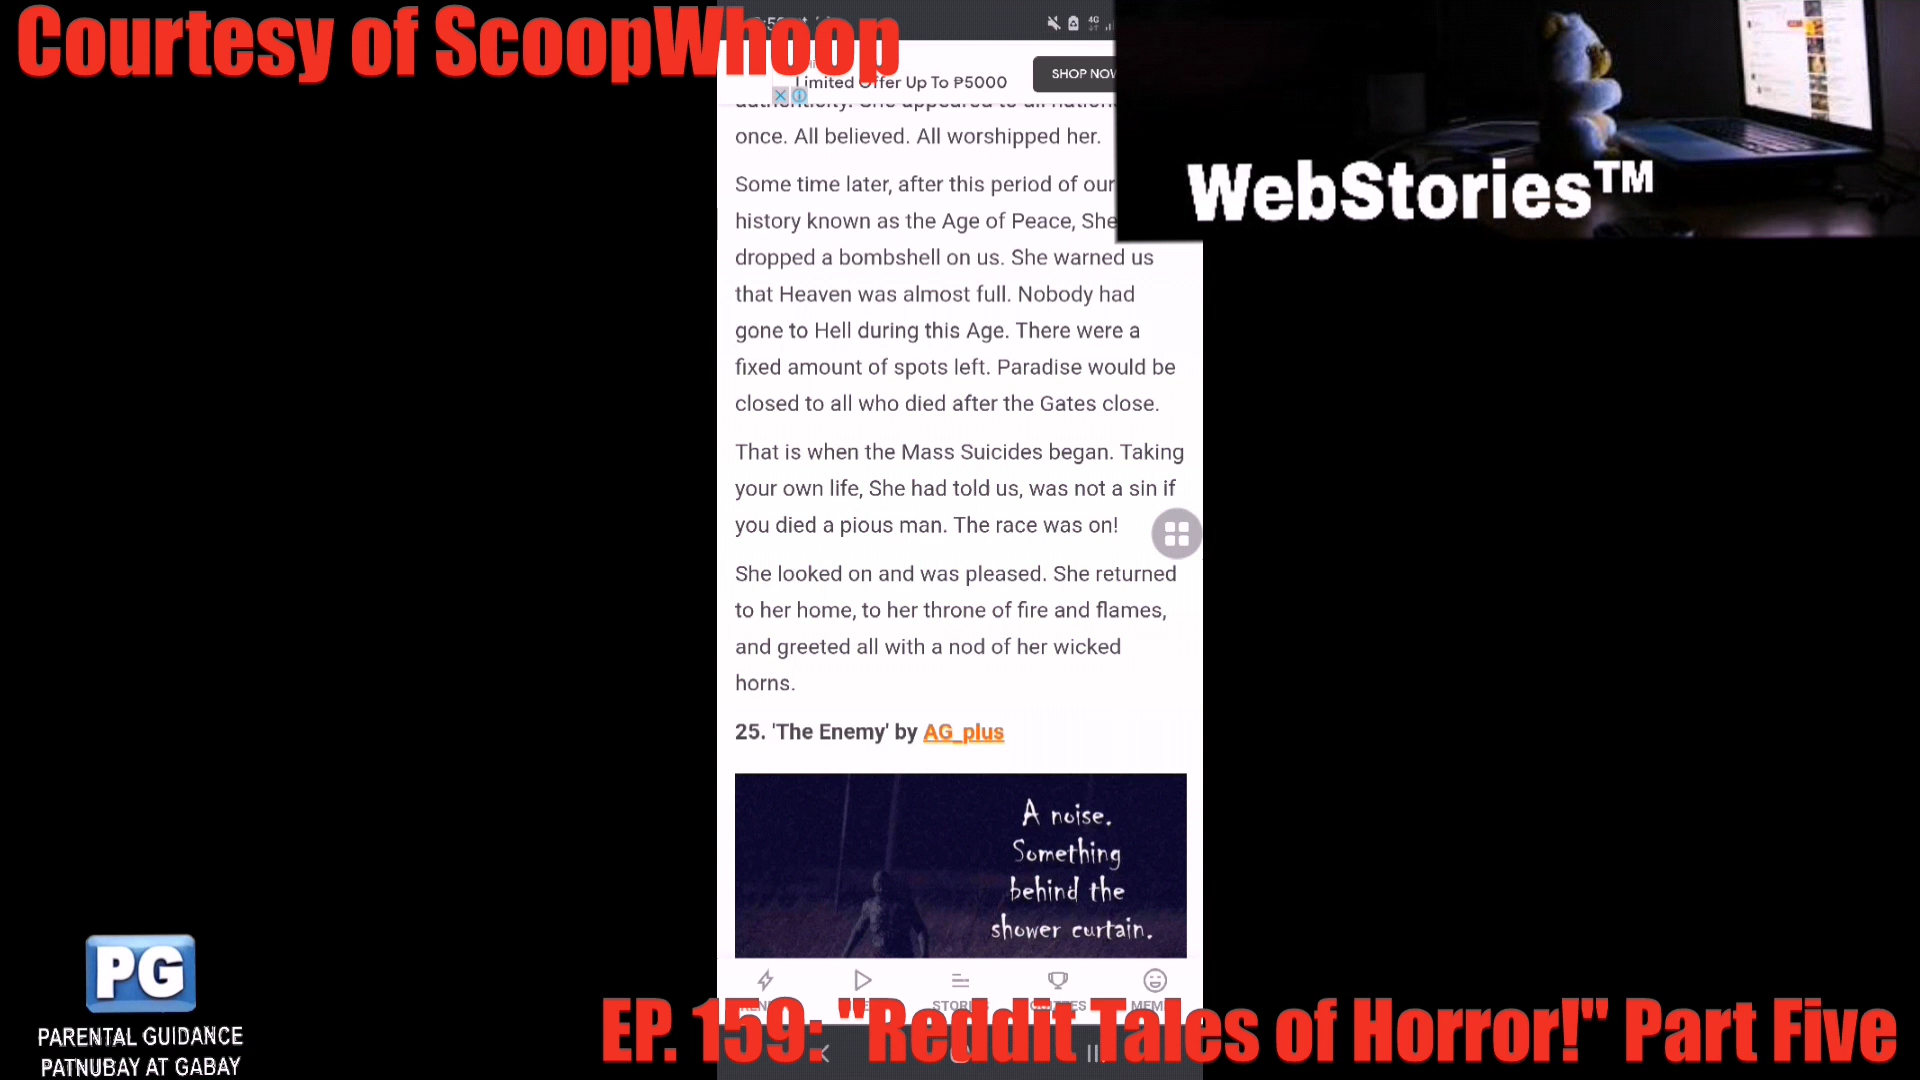 Courtesy of ScoopWhoop
4G
Limited Offer Up To ₱5000
SHOP NOW
authenticity. She appeared to all nations
once. All believed. All worshipped her.
Some time later, after this period of our
history known as the Age of Peace, She
dropped a bombshell on us. She warned us
that Heaven was almost full. Nobody had
gone to Hell during this Age. There were a
fixed amount of spots left. Paradise would be
closed to all who died after the Gates close.
That is when the Mass Suicides began. Taking
your own life, She had told us, was not a sin if
you died a pious man. The race was on!
She looked on and was pleased. She returned
to her home, to her throne of fire and flames,
and greeted all with a nod of her wicked
horns.
25. 'The Enemy' by AG_plus
A noise.
Something
behind the
shower curtain.
WebStories™
PG
PARENTAL GUIDANCE
PATNUBAY AT GABAY
EP. 159: "Reddit Tales of Horror!" Part Five